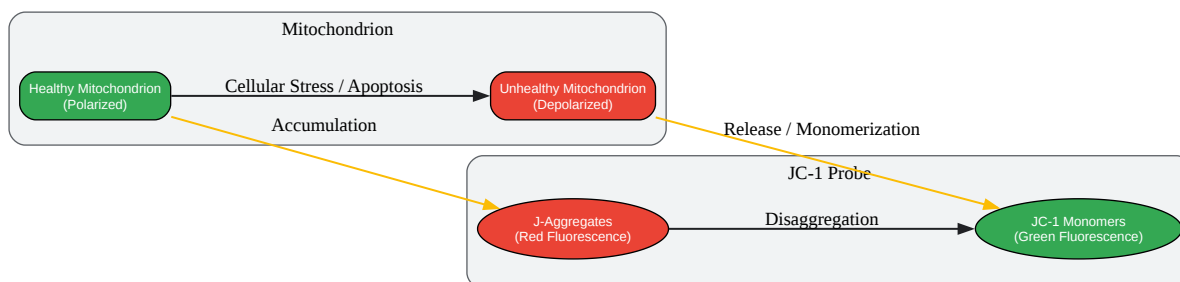 Mitochondrion
Healthy Mitochondrion
(Polarized)
Cellular Stress / Apoptosis
Unhealthy Mitochondrion
(Depolarized)
Accumulation
Release / Monomerization
JC-1 Probe
J-Aggregates
(Red Fluorescence)
Disaggregation
JC-1 Monomers
(Green Fluorescence)